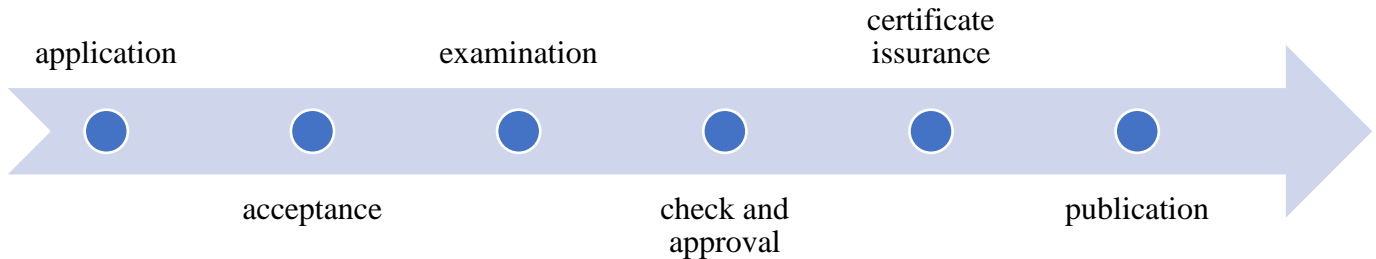 application
acceptance
examination
check and
approval
certificate
issurance
publication